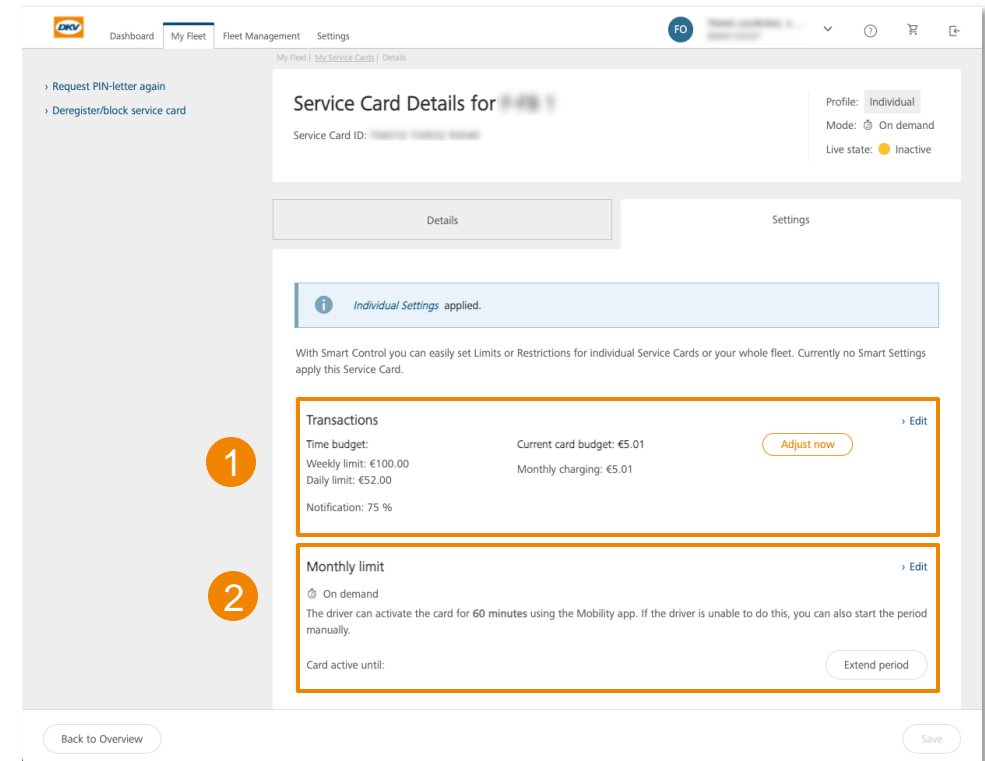 DKV
Dashboard
My Fleet
Fleet Management
Settings
FO
My Fleet | My Service Cards | Details
› Request PIN-letter again
› Deregister/block service card
Service Card Details for
Service Card ID:
Profile: Individual
Mode: On demand
Live state: Inactive
Details
Settings
Individual Settings applied.
With Smart Control you can easily set Limits or Restrictions for individual Service Cards or your whole fleet. Currently no Smart Settings
apply this Service Card.
1
Transactions
› Edit
Time budget:
Weekly limit: €100.00
Daily limit: €52.00
Notification: 75 %
Current card budget: €5.01
Monthly charging: €5.01
Adjust now
2
Monthly limit
› Edit
On demand
The driver can activate the card for 60 minutes using the Mobility app. If the driver is unable to do this, you can also start the period
manually.
Card active until:
Extend period
Back to Overview
Save